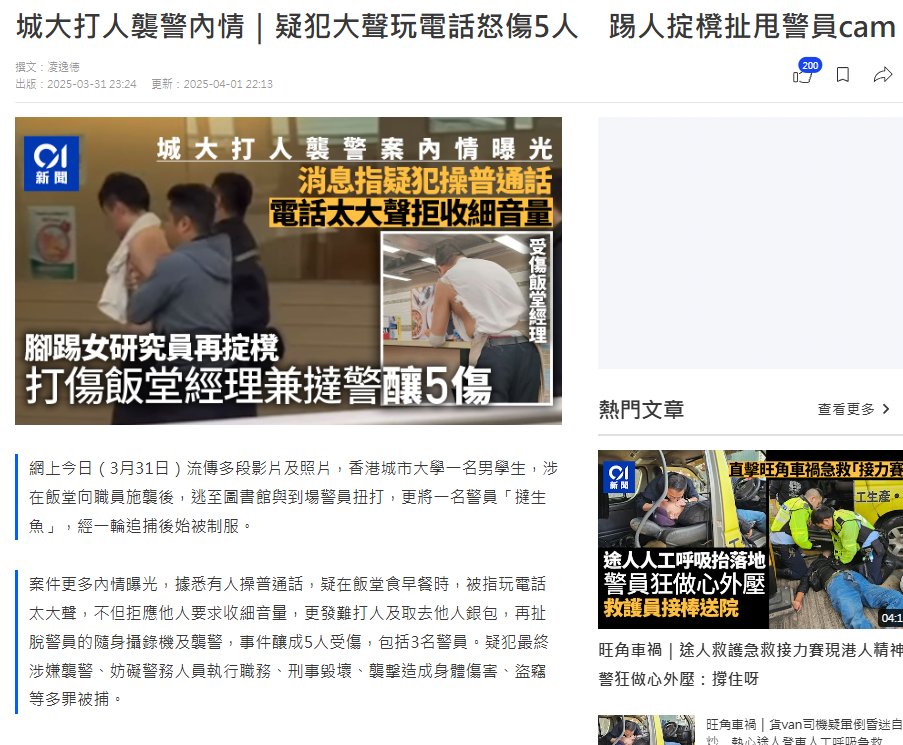 城大打人襲警內情｜疑犯大聲玩電話怒傷5人　踢人掟櫈扯甩警員cam
撰文：凌逸德
出版：2025-03-31 23:24 更新：2025-04-01 22:13
200
01
新聞
城大打人襲警案內情曝光
消息指疑犯操普通話
電話太大聲拒收細音量
受傷飯堂經理
腳踢女研究員再掟櫈
打傷飯堂經理兼撻警釀5傷
網上今日（3月31日）流傳多段影片及照片，香港城市大學一名男學生，涉
在飯堂向職員施襲後，逃至圖書館與到場警員扭打，更將一名警員「撻生
魚」，經一輪追捕後始被制服。
案件更多內情曝光，據悉有人操普通話，疑在飯堂食早餐時，被指玩電話
太大聲，不但拒應他人要求收細音量，更發難打人及取去他人銀包，再扯
脫警員的隨身攝錄機及襲警，事件釀成5人受傷，包括3名警員。疑犯最終
涉嫌襲警、妨礙警務人員執行職務、刑事毀壞、襲擊造成身體傷害、盜竊
等多罪被捕。
熱門文章
查看更多
01
新聞
直擊旺角車禍急救「接力賽
工生產
途人人工呼吸抬落地
警員狂做心外壓
救護員接棒送院
04:1
旺角車禍｜途人救護急救接力賽現港人精神
警狂做心外壓：撐住呀
旺角車禍｜貨van司機疑暈倒昏迷自
炒　熱心途人登車人工呼吸急救